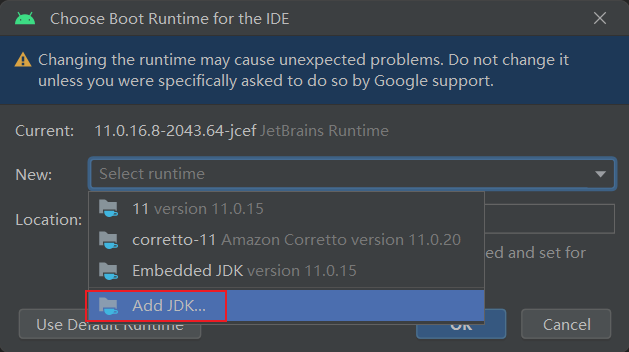 Choose Boot Runtime for the IDE
Changing the runtime may cause unexpected problems. Do not change it
unless you were specifically asked to do so by Google support.
Current: 11.0.16.8-2043.64-jcef JetBrains Runtime
New: Select runtime
11 version 11.0.15
Location:
corretto-11 Amazon Corretto version 11.0.20
and set for
Embedded JDK version 11.0.15
Add JDK...
Use Default Runtime
OK
Cancel